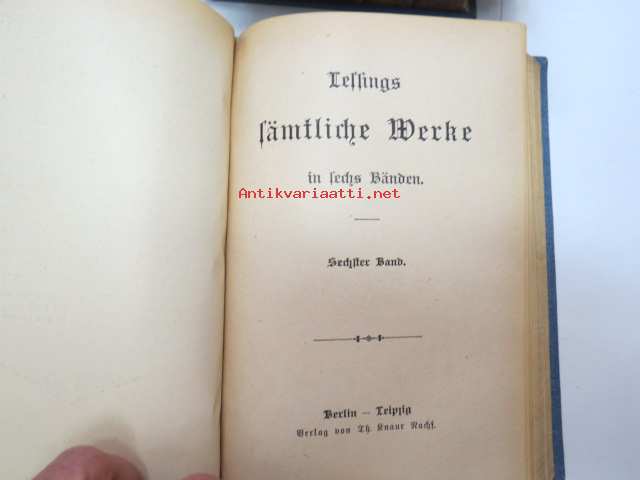 Lessings
sämtliche Werke
in sechs Bänden.
Antikvariaatti.net
Sechster Band.
Berlin – Leipzig
Verlag von Th. Knaur Nachf.